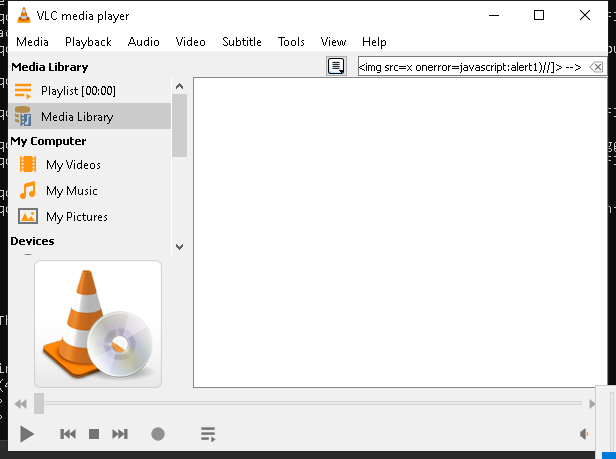 VLC media player
Media Playback Audio Video Subtitle Tools View Help
Media Library
<img src=x onerror=javascript:alert1)//]> -->
Playlist [00:00]
Media Library
My Computer
My Videos
My Music
My Pictures
Devices